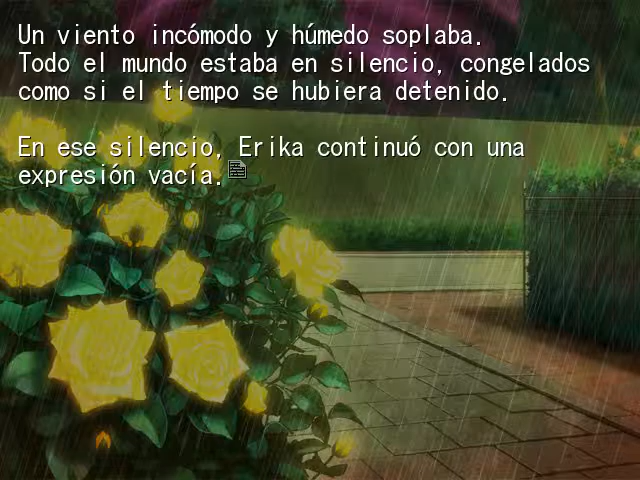 Un viento incómodo y húmedo soplaba.
Todo el mundo estaba en silencio, congelados
como si el tiempo se hubiera detenido.
En ese silencio, Erika continuó con una
expresión vacía.